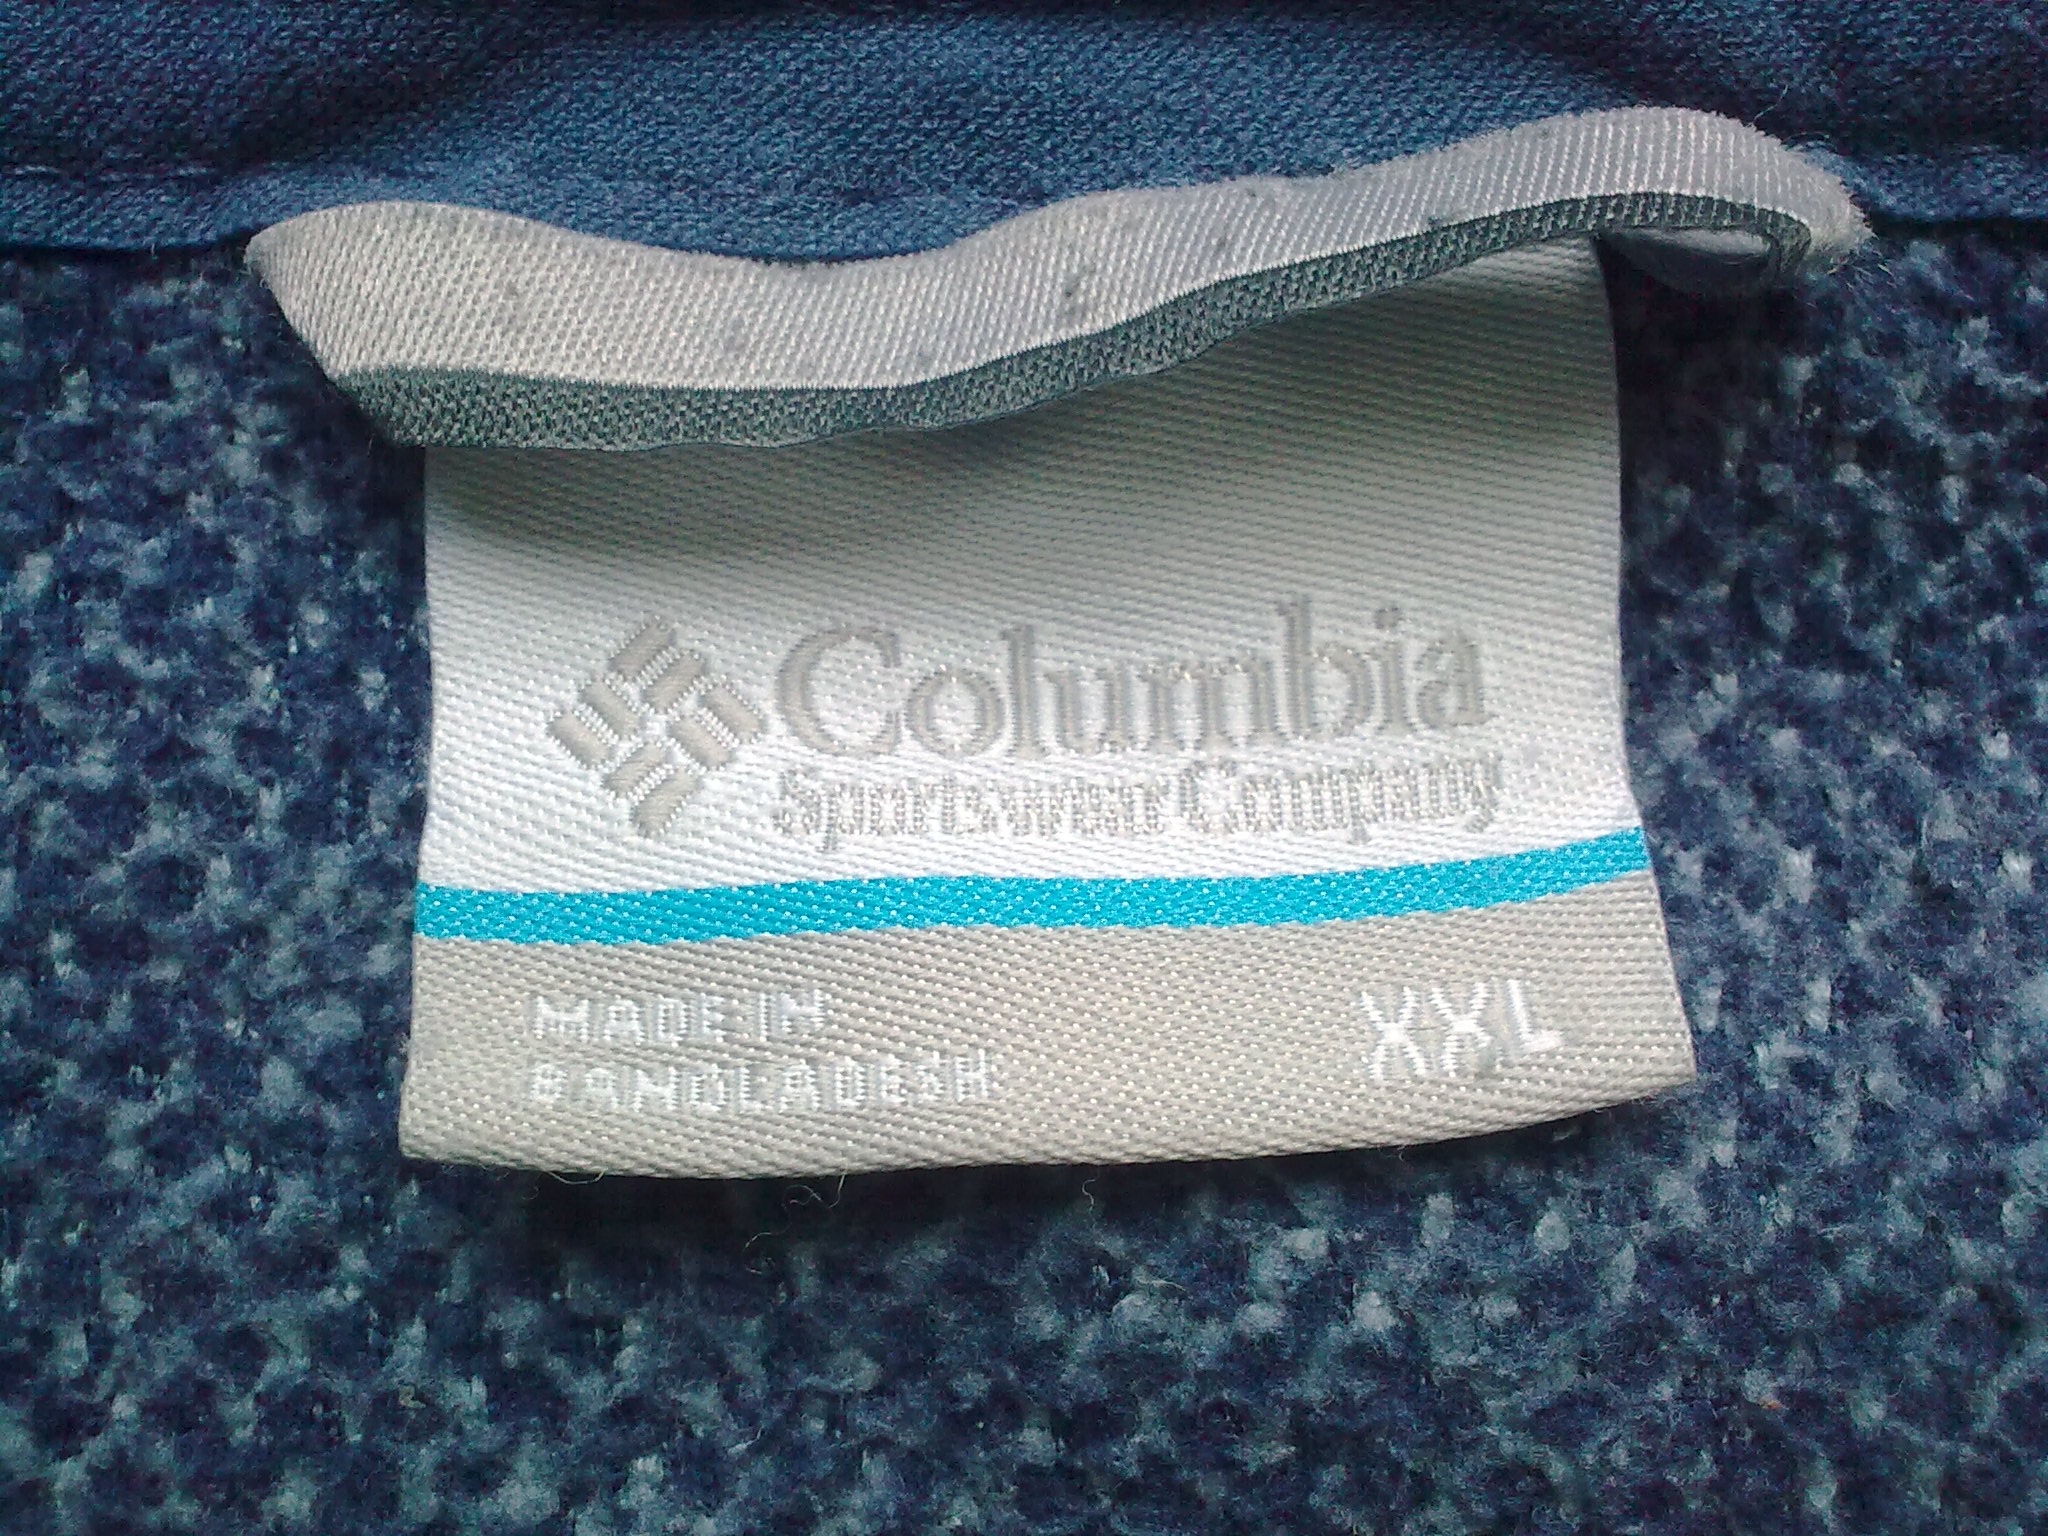 Columbia
Sportswear Company
MADE IN
BANGLADESH
XXL